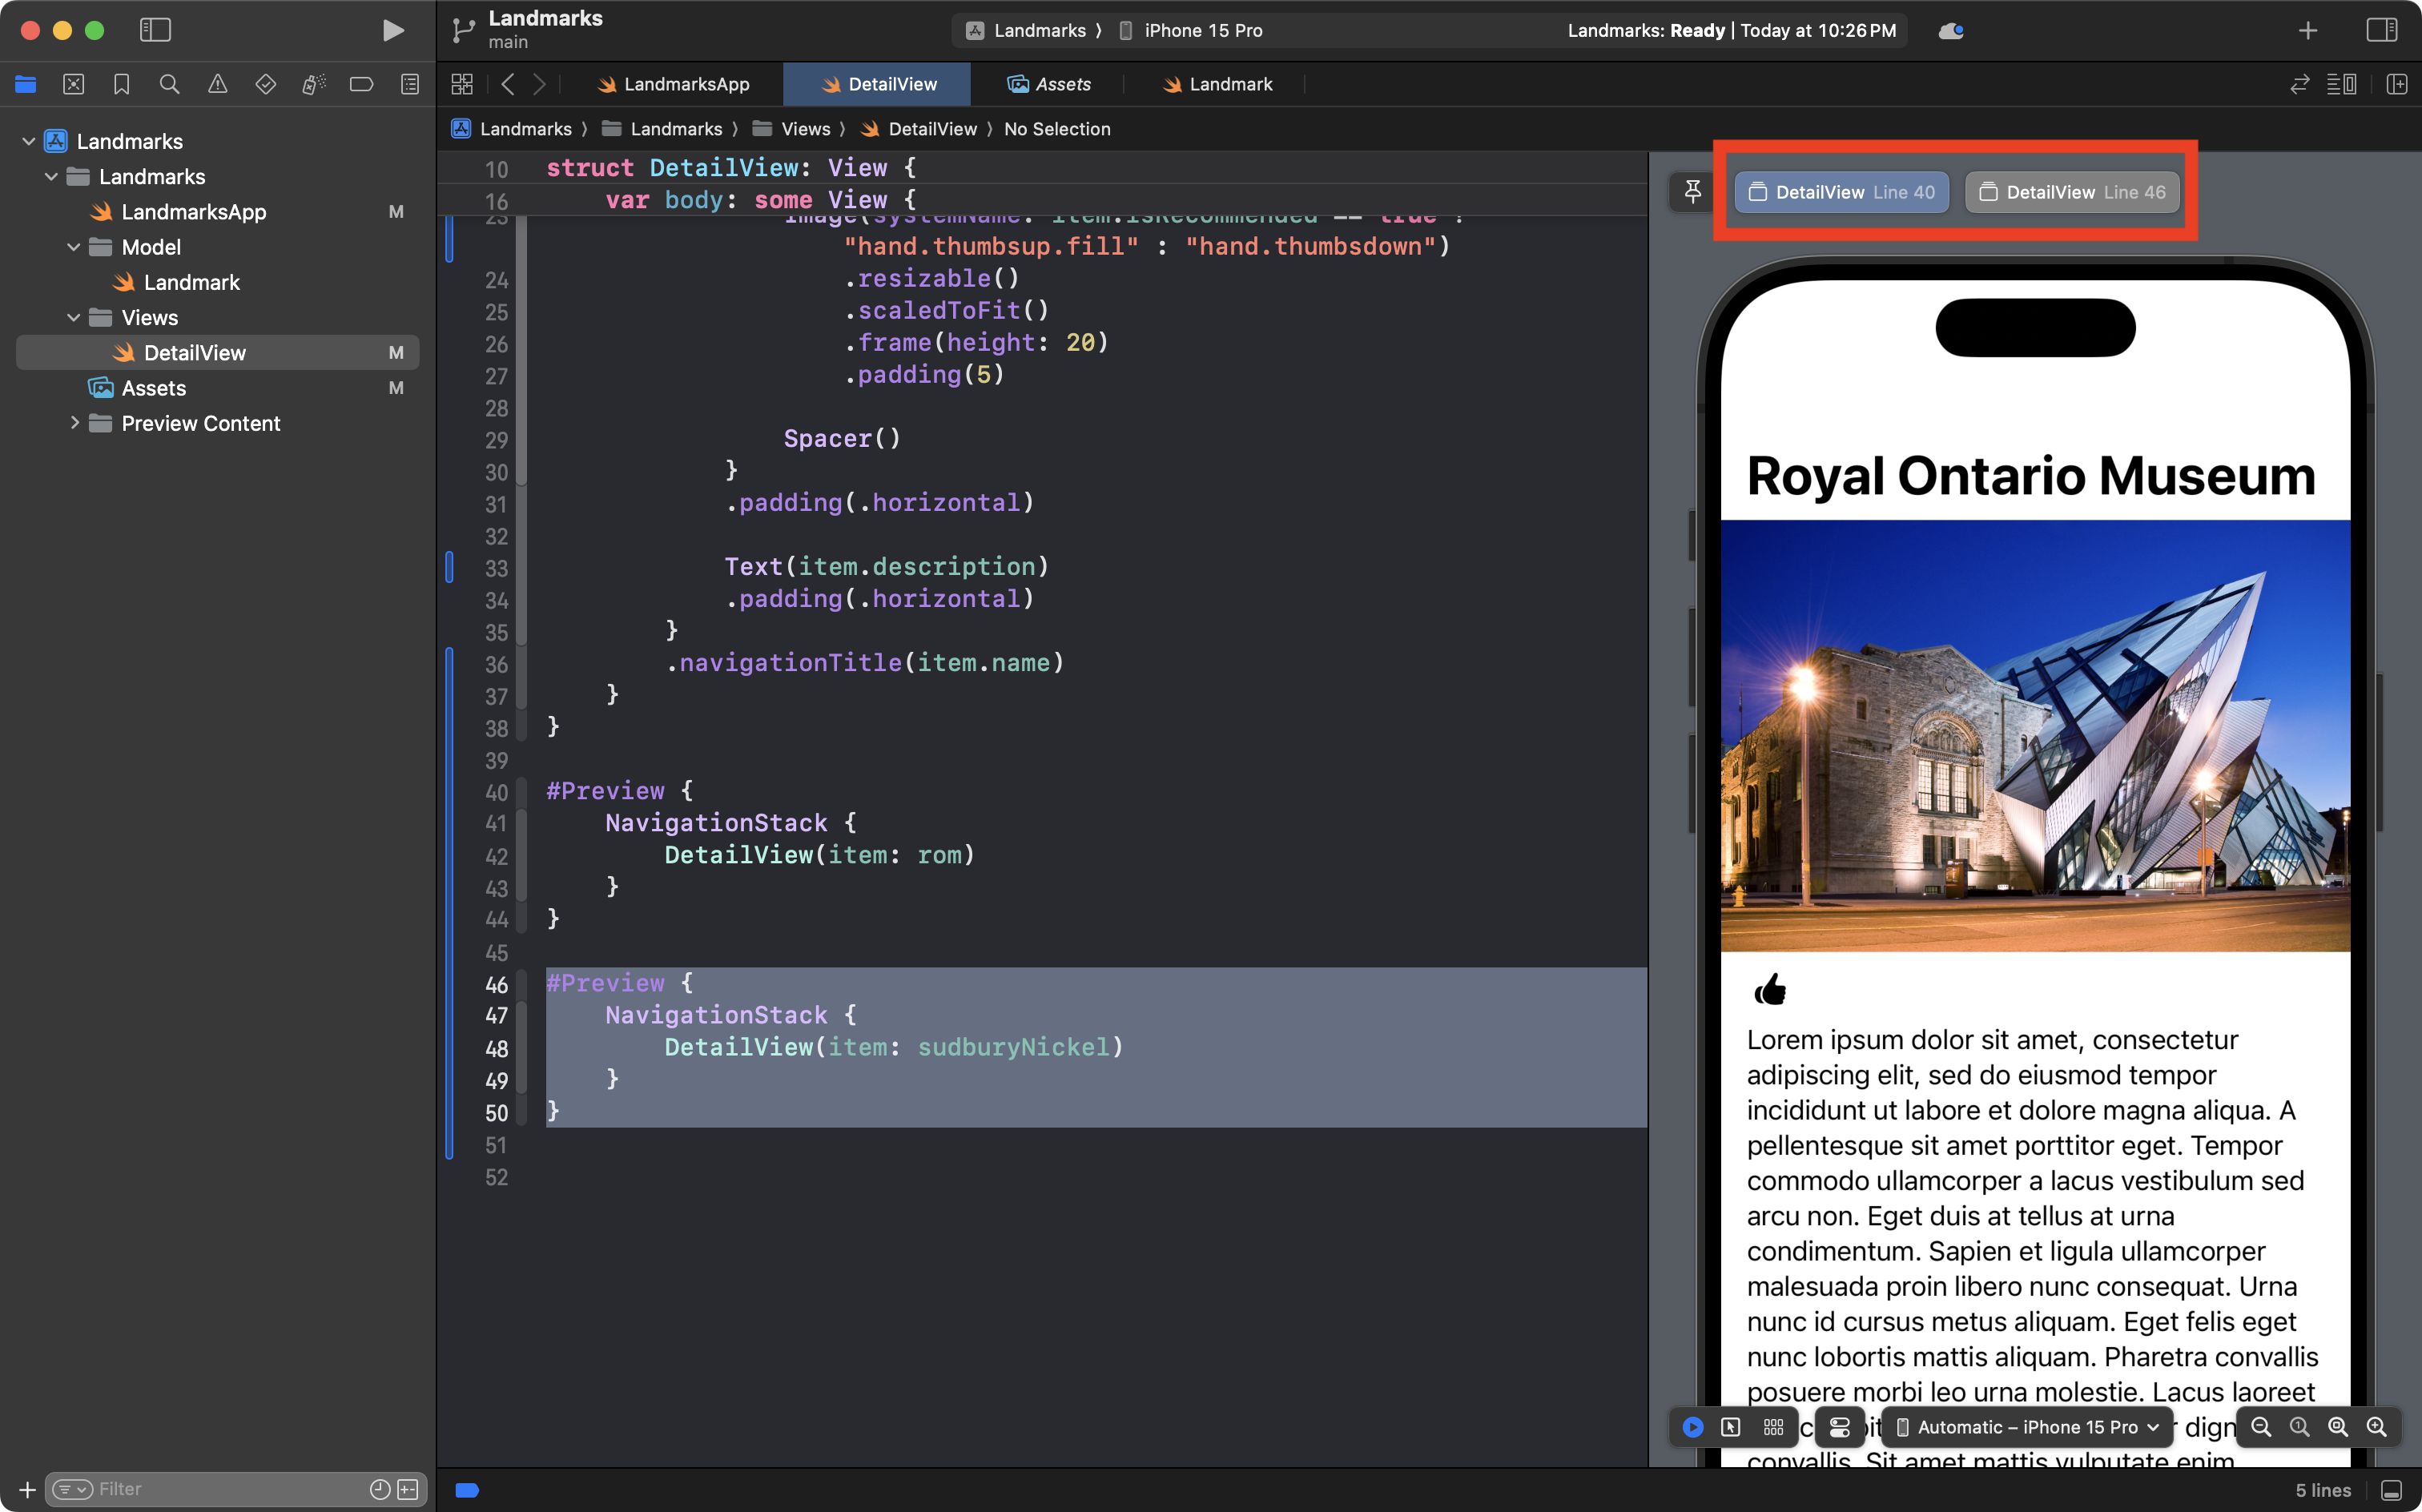 Landmarks
main
Landmarks ⟩ iPhone 15 Pro
Landmarks: Ready | Today at 10:26 PM
LandmarksApp
DetailView
Assets
Landmark
Landmarks ⟩ Landmarks ⟩ Views ⟩ DetailView ⟩ No Selection
Landmarks
Landmarks
LandmarksApp M
Model
Landmark
Views
DetailView M
Assets M
Preview Content
Filter
10 struct DetailView: View {
16 var body: some View {
23 Image(systemName: item.isRecommended == true ?
"hand.thumbsup.fill" : "hand.thumbsdown")
24 .resizable()
25 .scaledToFit()
26 .frame(height: 20)
27 .padding(5)
28
29 Spacer()
30 }
31 .padding(.horizontal)
32
33 Text(item.description)
34 .padding(.horizontal)
35 }
36 .navigationTitle(item.name)
37 }
38 }
39
40 #Preview {
41 NavigationStack {
42 DetailView(item: rom)
43 }
44 }
45
46 #Preview {
47 NavigationStack {
48 DetailView(item: sudburyNickel)
49 }
50 }
51
52
DetailView Line 40
DetailView Line 46
Royal Ontario Museum
Lorem ipsum dolor sit amet, consectetur
adipiscing elit, sed do eiusmod tempor
incididunt ut labore et dolore magna aliqua. A
pellentesque sit amet porttitor eget. Tempor
commodo ullamcorper a lacus vestibulum sed
arcu non. Eget duis at tellus at urna
condimentum. Sapien et ligula ullamcorper
malesuada proin libero nunc consequat. Urna
nunc id cursus metus aliquam. Eget felis eget
nunc lobortis mattis aliquam. Pharetra convallis
posuere morbi leo urna molestie. Lacus laoreet
convallis. Sit amet mattis vulputate enim
Automatic – iPhone 15 Pro
5 lines